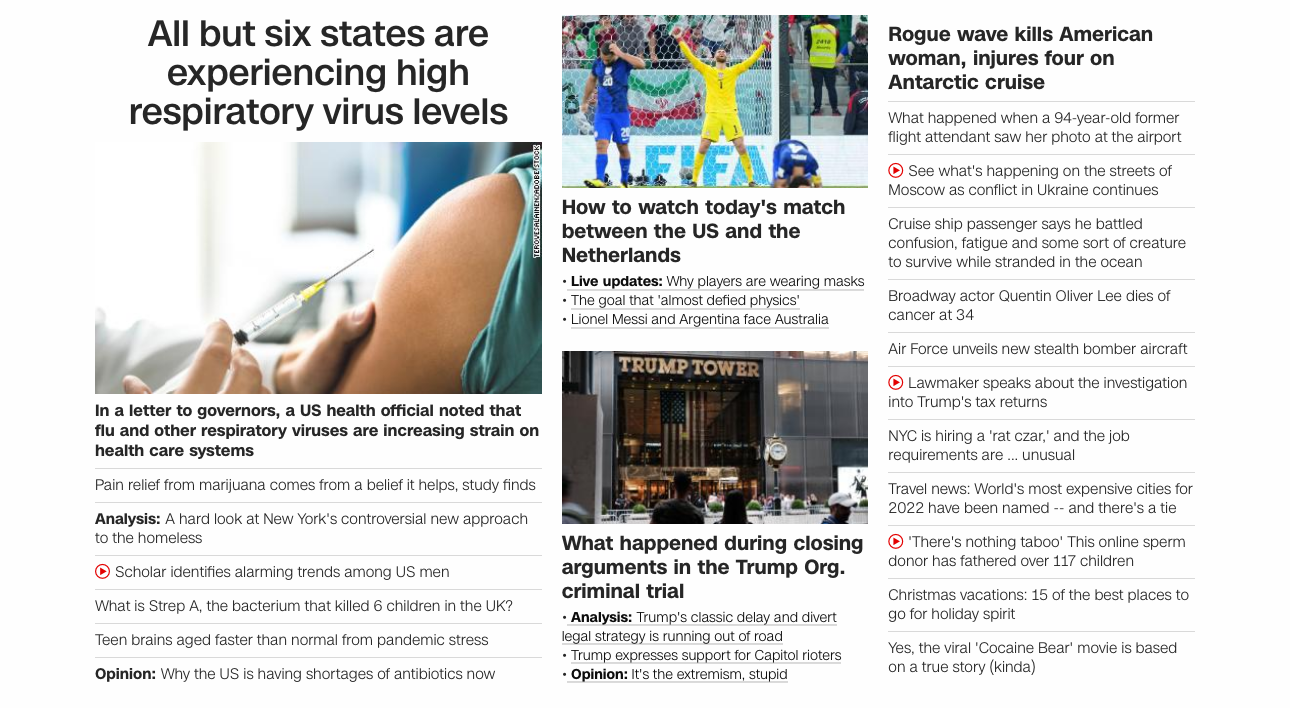 All but six states are
experiencing high
respiratory virus levels
TEROVESALAINEN/ADOBE STOCK
In a letter to governors, a US health official noted that
flu and other respiratory viruses are increasing strain on
health care systems
Pain relief from marijuana comes from a belief it helps, study finds
Analysis: A hard look at New York's controversial new approach
to the homeless
Scholar identifies alarming trends among US men
What is Strep A, the bacterium that killed 6 children in the UK?
Teen brains aged faster than normal from pandemic stress
Opinion: Why the US is having shortages of antibiotics now
20
1
20
FIFA
How to watch today's match
between the US and the
Netherlands
• Live updates: Why players are wearing masks
• The goal that 'almost defied physics'
• Lionel Messi and Argentina face Australia
TRUMP TOWER
What happened during closing
arguments in the Trump Org.
criminal trial
• Analysis: Trump's classic delay and divert
legal strategy is running out of road
• Trump expresses support for Capitol rioters
• Opinion: It's the extremism, stupid
Rogue wave kills American
woman, injures four on
Antarctic cruise
What happened when a 94-year-old former
flight attendant saw her photo at the airport
See what's happening on the streets of
Moscow as conflict in Ukraine continues
Cruise ship passenger says he battled
confusion, fatigue and some sort of creature
to survive while stranded in the ocean
Broadway actor Quentin Oliver Lee dies of
cancer at 34
Air Force unveils new stealth bomber aircraft
Lawmaker speaks about the investigation
into Trump's tax returns
NYC is hiring a 'rat czar,' and the job
requirements are ... unusual
Travel news: World's most expensive cities for
2022 have been named -- and there's a tie
'There's nothing taboo' This online sperm
donor has fathered over 117 children
Christmas vacations: 15 of the best places to
go for holiday spirit
Yes, the viral 'Cocaine Bear' movie is based
on a true story (kinda)